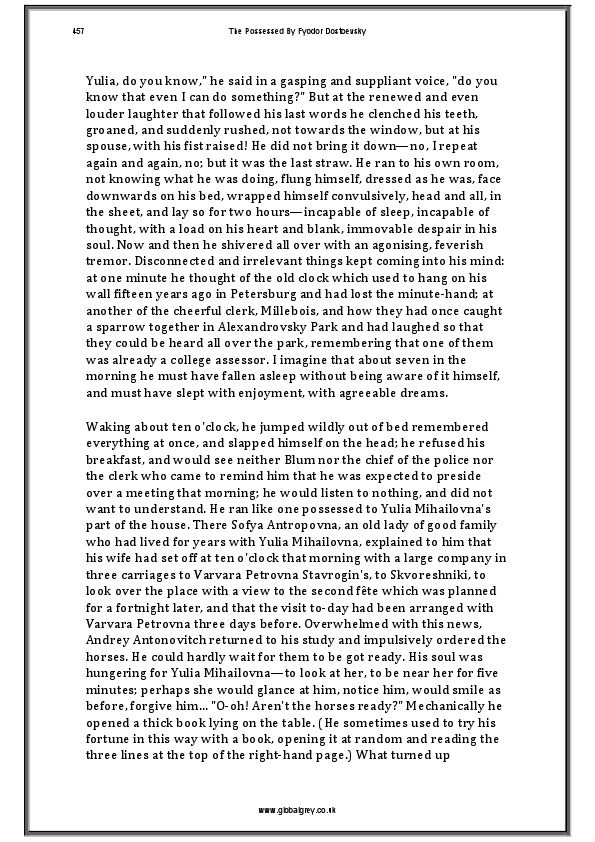 457
The Possessed By Fyodor Dostoevsky
Yulia, do you know," he said in a gasping and suppliant voice, "do you
know that even I can do something?" But at the renewed and even
louder laughter that followed his last words he clenched his teeth,
groaned, and suddenly rushed, not towards the window, but at his
spouse, with his fist raised! He did not bring it down—no, I repeat
again and again, no; but it was the last straw. He ran to his own room,
not knowing what he was doing, flung himself, dressed as he was, face
downwards on his bed, wrapped himself convulsively, head and all, in
the sheet, and lay so for two hours—incapable of sleep, incapable of
thought, with a load on his heart and blank, immovable despair in his
soul. Now and then he shivered all over with an agonising, feverish
tremor. Disconnected and irrelevant things kept coming into his mind:
at one minute he thought of the old clock which used to hang on his
wall fifteen years ago in Petersburg and had lost the minute-hand; at
another of the cheerful clerk, Millebois, and how they had once caught
a sparrow together in Alexandrovsky Park and had laughed so that
they could be heard all over the park, remembering that one of them
was already a college assessor. I imagine that about seven in the
morning he must have fallen asleep without being aware of it himself,
and must have slept with enjoyment, with agreeable dreams.
Waking about ten o'clock, he jumped wildly out of bed remembered
everything at once, and slapped himself on the head; he refused his
breakfast, and would see neither Blum nor the chief of the police nor
the clerk who came to remind him that he was expected to preside
over a meeting that morning; he would listen to nothing, and did not
want to understand. He ran like one possessed to Yulia Mihailovna's
part of the house. There Sofya Antropovna, an old lady of good family
who had lived for years with Yulia Mihailovna, explained to him that
his wife had set off at ten o'clock that morning with a large company in
three carriages to Varvara Petrovna Stavrogin's, to Skvoreshniki, to
look over the place with a view to the second fête which was planned
for a fortnight later, and that the visit to-day had been arranged with
Varvara Petrovna three days before. Overwhelmed with this news,
Andrey Antonovitch returned to his study and impulsively ordered the
horses. He could hardly wait for them to be got ready. His soul was
hungering for Yulia Mihailovna—to look at her, to be near her for five
minutes; perhaps she would glance at him, notice him, would smile as
before, forgive him... "O-oh! Aren't the horses ready?" Mechanically he
opened a thick book lying on the table. (He sometimes used to try his
fortune in this way with a book, opening it at random and reading the
three lines at the top of the right-hand page.) What turned up
www.globalgrey.co.uk